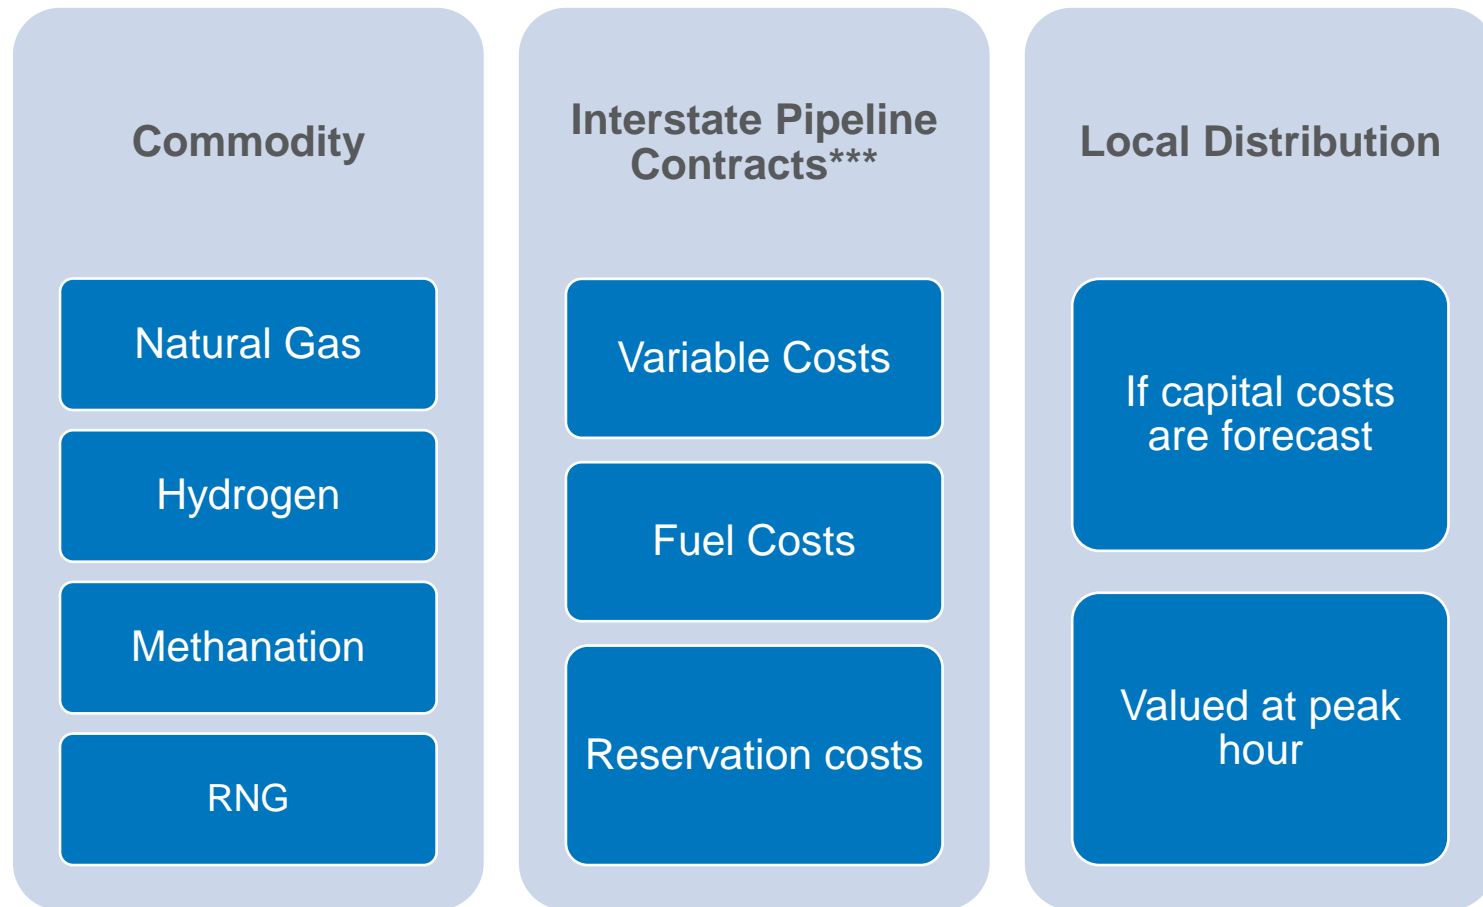 Commodity
Natural Gas
Hydrogen
Methanation
RNG
Interstate Pipeline
Contracts***
Variable Costs
Fuel Costs
Reservation costs
Local Distribution
If capital costs
are forecast
Valued at peak
hour